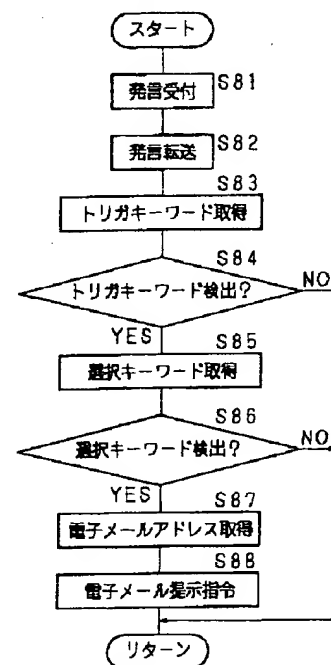 スタート
S81
発言受付
S82
発言転送
S83
トリガキーワード取得
S84
トリガキーワード検出?
NO
YES
S85
選択キーワード取得
S86
選択キーワード検出?
NO
YES
S87
電子メールアドレス取得
S88
電子メール提示指令
リターン